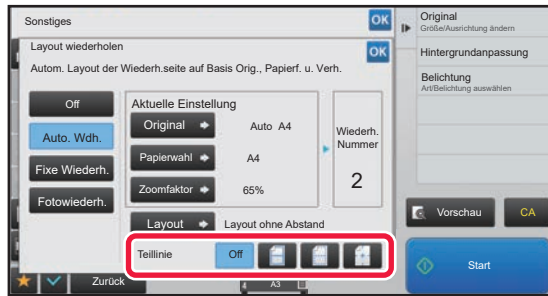 Sonstiges
OK
Layout wiederholen
OK
Autom. Layout der Wiederh.seite auf Basis Orig., Papierf. u. Verh.
Off
Auto. Wdh.
Fixe Wiederh.
Fotowiederh.
Aktuelle Einstellung
Original
Auto A4
Papierwahl
A4
Zoomfaktor
65%
Wiederh.
Nummer
2
Layout
Layout ohne Abstand
Teillinie
Off
Zurück
A3
Original
Größe/Ausrichtung ändern
Hintergrundanpassung
Belichtung
Art/Belichtung auswählen
Vorschau
CA
Start